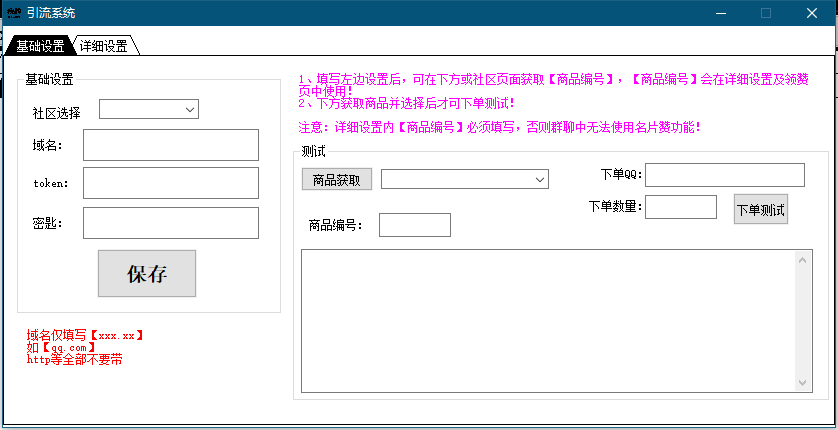 引流系统
基础设置
详细设置
基础设置
社区选择
域名：
token：
密匙：
保存
域名仅填写【xxx.xx】
如【qq.com】
http等全部不要带
1、填写左边设置后，可在下方或社区页面获取【商品编号】，【商品编号】会在详细设置及领赞
页中使用！
2、下方获取商品并选择后才可下单测试！
注意：详细设置内【商品编号】必须填写，否则群聊中无法使用名片赞功能！
测试
商品获取
下单QQ：
下单数量：
下单测试
商品编号：